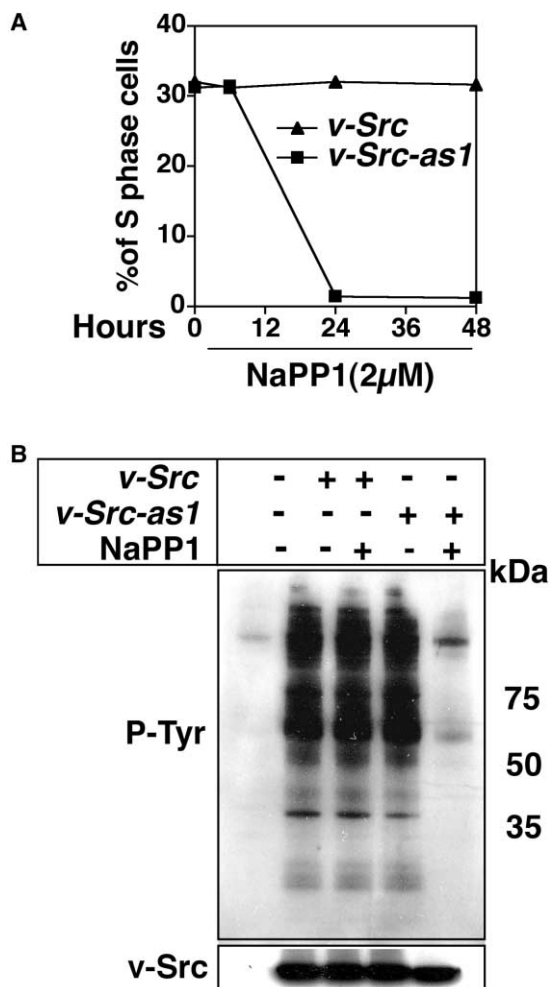 A
40
30
20
10
0
%of S phase cells
v-Src
v-Src-as1
Hours 0 12 24 36 48
NaPP1(2µM)
B
v-Src - + + - -
v-Src-as1 - - - + +
NaPP1 - - + - +
kDa
75
P-Tyr
50
35
v-Src